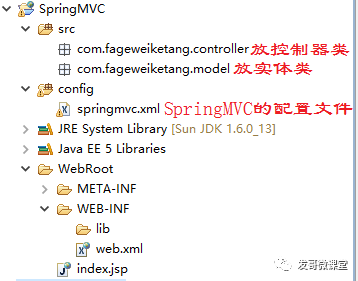 SpringMVC
src
com.fageweiketang.controller 放控制器类
com.fageweiketang.model 放实体类
config
springmvc.xml SpringMVC的配置文件
JRE System Library [Sun JDK 1.6.0_13]
Java EE 5 Libraries
WebRoot
META-INF
WEB-INF
lib
web.xml
index.jsp
发哥微课堂